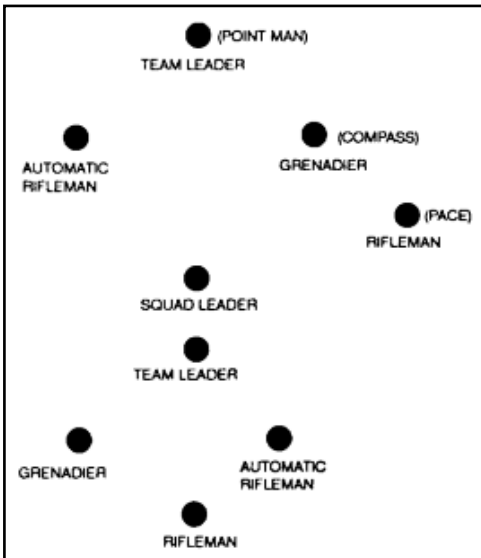 (POINT MAN)
TEAM LEADER
AUTOMATIC
RIFLEMAN
(COMPASS)
GRENADIER
(PACE)
RIFLEMAN
SQUAD LEADER
TEAM LEADER
GRENADIER
AUTOMATIC
RIFLEMAN
RIFLEMAN